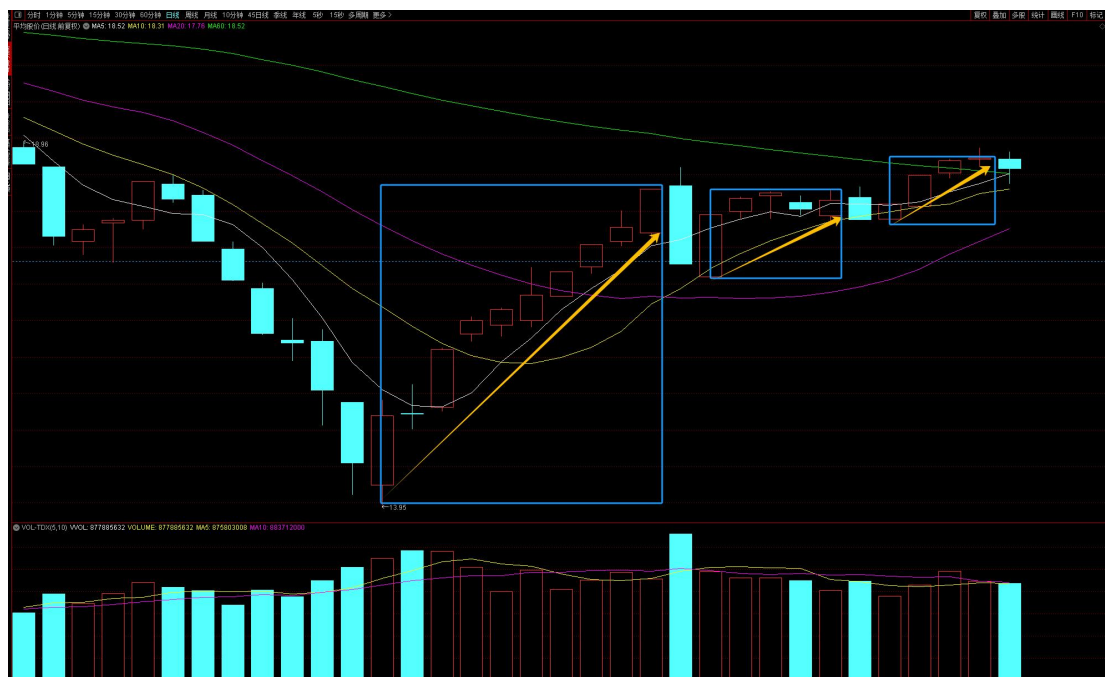 分时 1分钟 5分钟 15分钟 30分钟 60分钟 日线 周线 月线 10分钟 45日线 季线 年线 5秒 15秒 多周期 更多> 复权 叠加 多股 统计 画线 F10 标记
平均股价(日线 前复权) MA5: 18.52 MA10: 18.31 MA20: 17.76 MA60: 18.52
←18.96
←13.95
VOL-TDX(5,10) VVOL: 877885632 VOLUME: 877885632 MA5: 875803008 MA10: 883712000